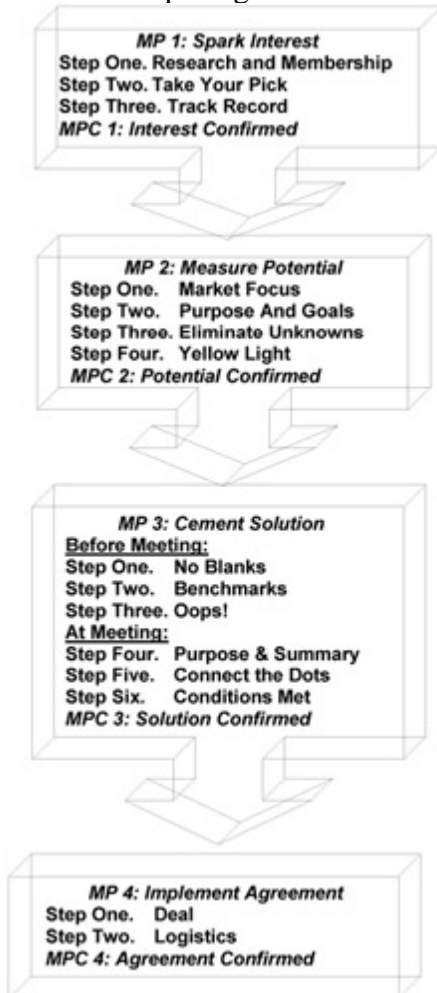 MP 1: Spark Interest
Step One. Research and Membership
Step Two. Take Your Pick
Step Three. Track Record
MPC 1: Interest Confirmed
MP 2: Measure Potential
Step One. Market Focus
Step Two. Purpose And Goals
Step Three. Eliminate Unknowns
Step Four. Yellow Light
MPC 2: Potential Confirmed
MP 3: Cement Solution
Before Meeting:
Step One. No Blanks
Step Two. Benchmarks
Step Three. Oops!
At Meeting:
Step Four. Purpose & Summary
Step Five. Connect the Dots
Step Six. Conditions Met
MPC 3: Solution Confirmed
MP 4: Implement Agreement
Step One. Deal
Step Two. Logistics
MPC 4: Agreement Confirmed